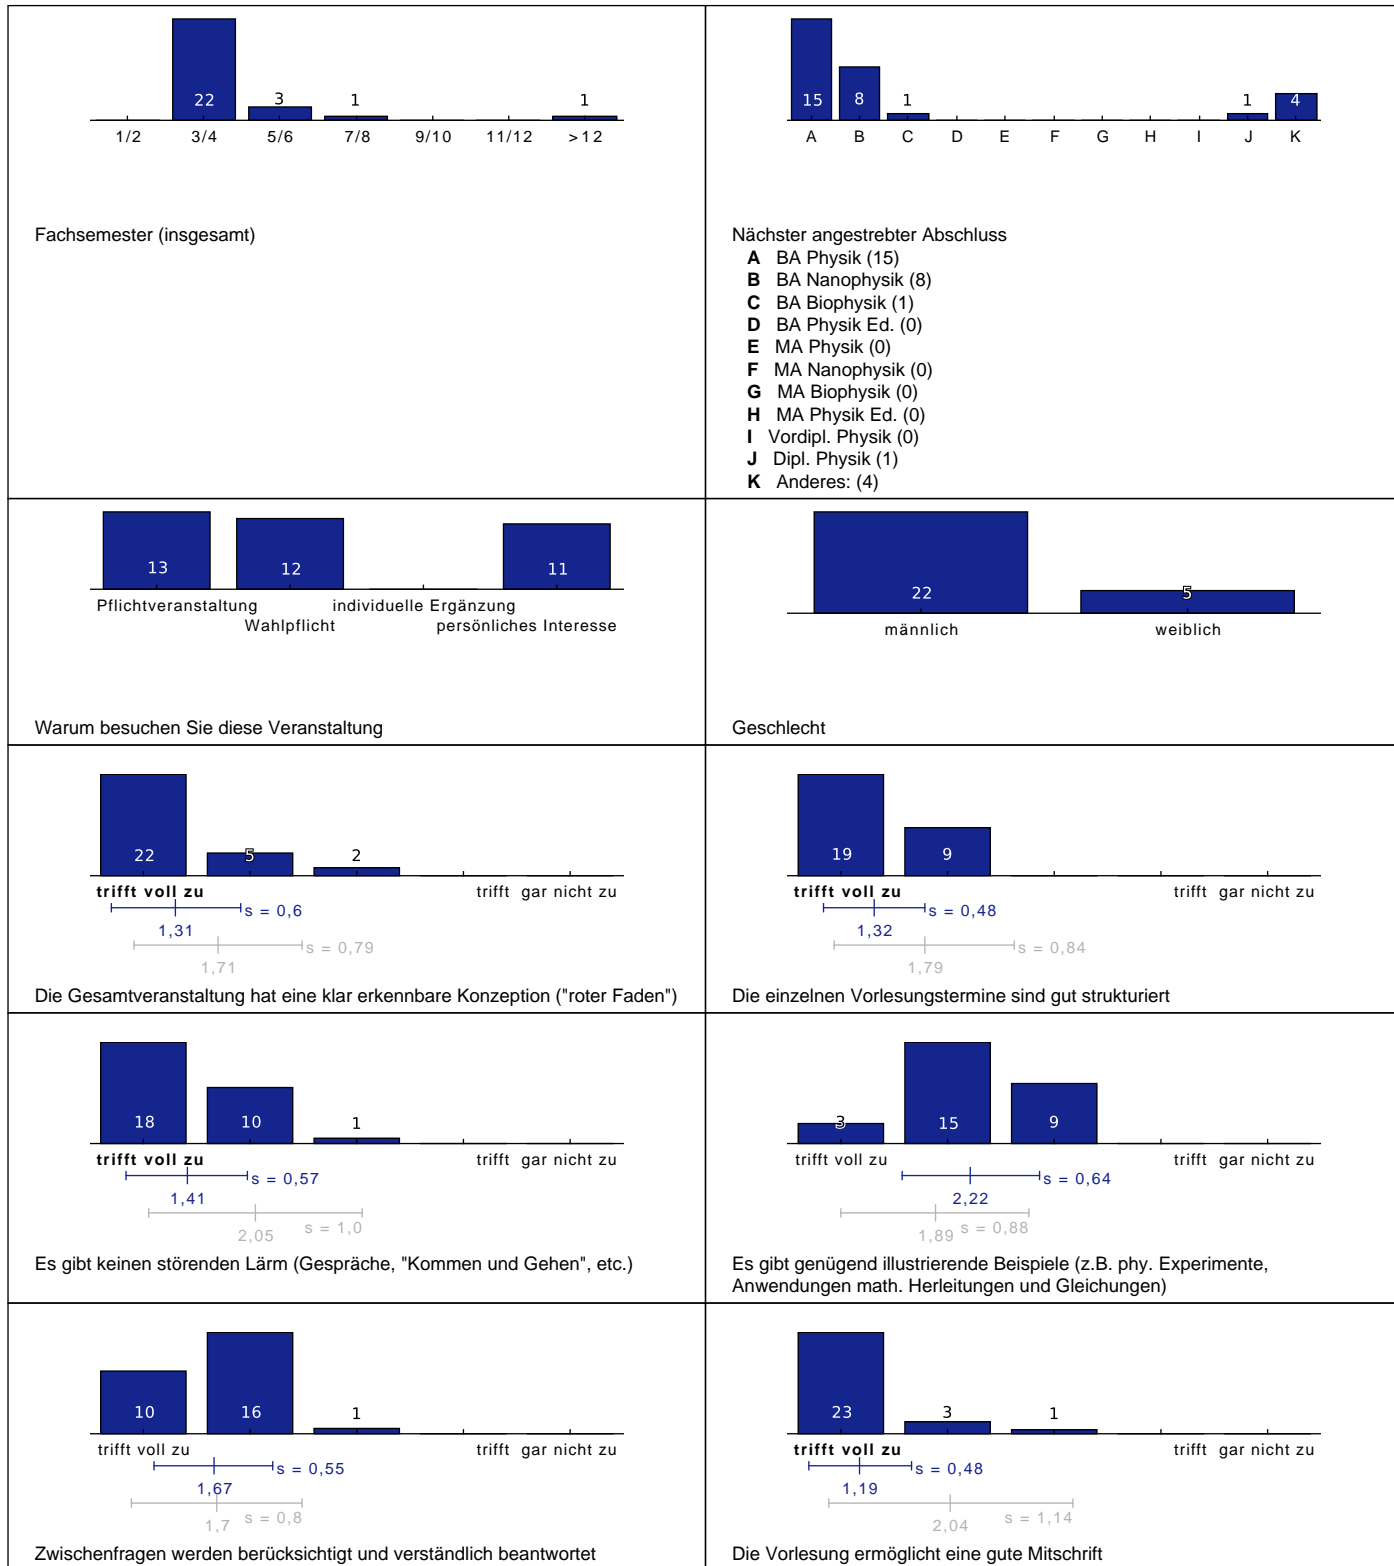 22 3 1 1
1/2 3/4 5/6 7/8 9/10 11/12 >12
Fachsemester (insgesamt)
15 8 1 1 4
A B C D E F G H I J K
Nächster angestrebter Abschluss
A BA Physik (15)
B BA Nanophysik (8)
C BA Biophysik (1)
D BA Physik Ed. (0)
E MA Physik (0)
F MA Nanophysik (0)
G MA Biophysik (0)
H MA Physik Ed. (0)
I Vordipl. Physik (0)
J Dipl. Physik (1)
K Anderes: (4)
13 12 11
Pflichtveranstaltung individuelle Ergänzung
Wahlpflicht persönliches Interesse
Warum besuchen Sie diese Veranstaltung
22 5
männlich weiblich
Geschlecht
22 5 2
trifft voll zu trifft gar nicht zu
s = 0,6
1,31
s = 0,79
1,71
Die Gesamtveranstaltung hat eine klar erkennbare Konzeption ("roter Faden")
19 9
trifft voll zu trifft gar nicht zu
s = 0,48
1,32
s = 0,84
1,79
Die einzelnen Vorlesungstermine sind gut strukturiert
18 10 1
trifft voll zu trifft gar nicht zu
s = 0,57
1,41
s = 1,0
2,05
Es gibt keinen störenden Lärm (Gespräche, "Kommen und Gehen", etc.)
3 15 9
trifft voll zu trifft gar nicht zu
s = 0,64
2,22
s = 0,88
1,89
Es gibt genügend illustrierende Beispiele (z.B. phy. Experimente,
Anwendungen math. Herleitungen und Gleichungen)
10 16 1
trifft voll zu trifft gar nicht zu
s = 0,55
1,67
s = 0,8
1,7
Zwischenfragen werden berücksichtigt und verständlich beantwortet
23 3 1
trifft voll zu trifft gar nicht zu
s = 0,48
1,19
s = 1,14
2,04
Die Vorlesung ermöglicht eine gute Mitschrift